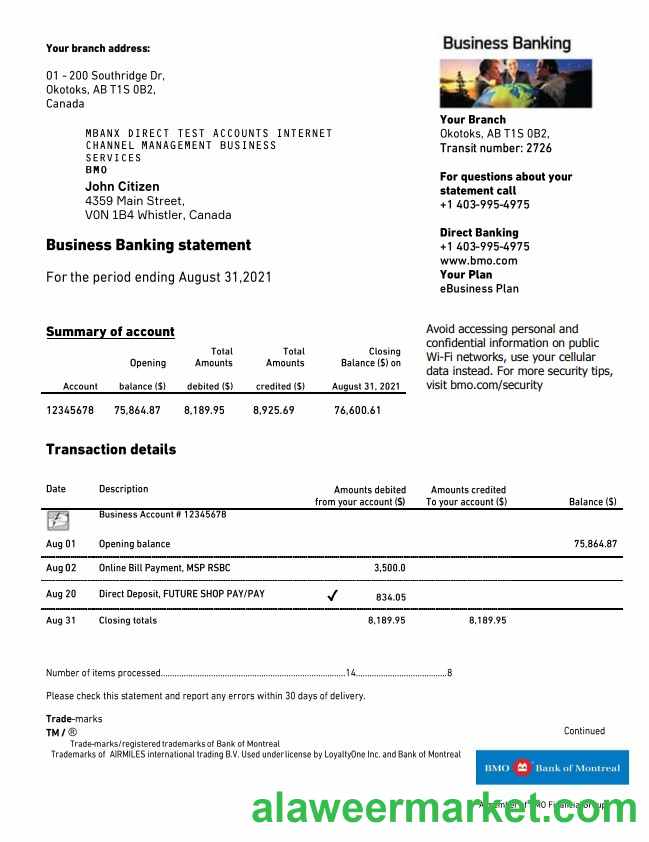 Your branch address:
01 - 200 Southridge Dr,
Okotoks, AB T1S 0B2,
Canada
MBANX DIRECT TEST ACCOUNTS INTERNET
CHANNEL MANAGEMENT BUSINESS
SERVICES
BMO
John Citizen
4359 Main Street,
V0N 1B4 Whistler, Canada
Business Banking statement
For the period ending August 31,2021
Business Banking
Your Branch
Okotoks, AB T1S 0B2,
Transit number: 2726
For questions about your
statement call
+1 403-995-4975
Direct Banking
+1 403-995-4975
www.bmo.com
Your Plan
eBusiness Plan
Summary of account
Total Total Closing
Opening Amounts Amounts Balance ($) on
Account balance ($) debited ($) credited ($) August 31, 2021
12345678 75,864.87 8,189.95 8,925.69 76,600.61
Avoid accessing personal and
confidential information on public
Wi-Fi networks, use your cellular
data instead. For more security tips,
visit bmo.com/security
Transaction details
Date Description Amounts debited Amounts credited
from your account ($) To your account ($) Balance ($)
Business Account # 12345678
Aug 01 Opening balance 75,864.87
Aug 02 Online Bill Payment, MSP RSBC 3,500.0
Aug 20 Direct Deposit, FUTURE SHOP PAY/PAY ✓ 834.05
Aug 31 Closing totals 8,189.95 8,189.95
Number of items processed.....................................................................14..................................8
Please check this statement and report any errors within 30 days of delivery.
Trade-marks
TM / ® Continued
Trade-marks/registered trademarks of Bank of Montreal
Trademarks of AIRMILES international trading B.V. Used under license by LoyaltyOne Inc. and Bank of Montreal
BMO Bank of Montreal
A member of BMO Financial Group
alaweermarket.com